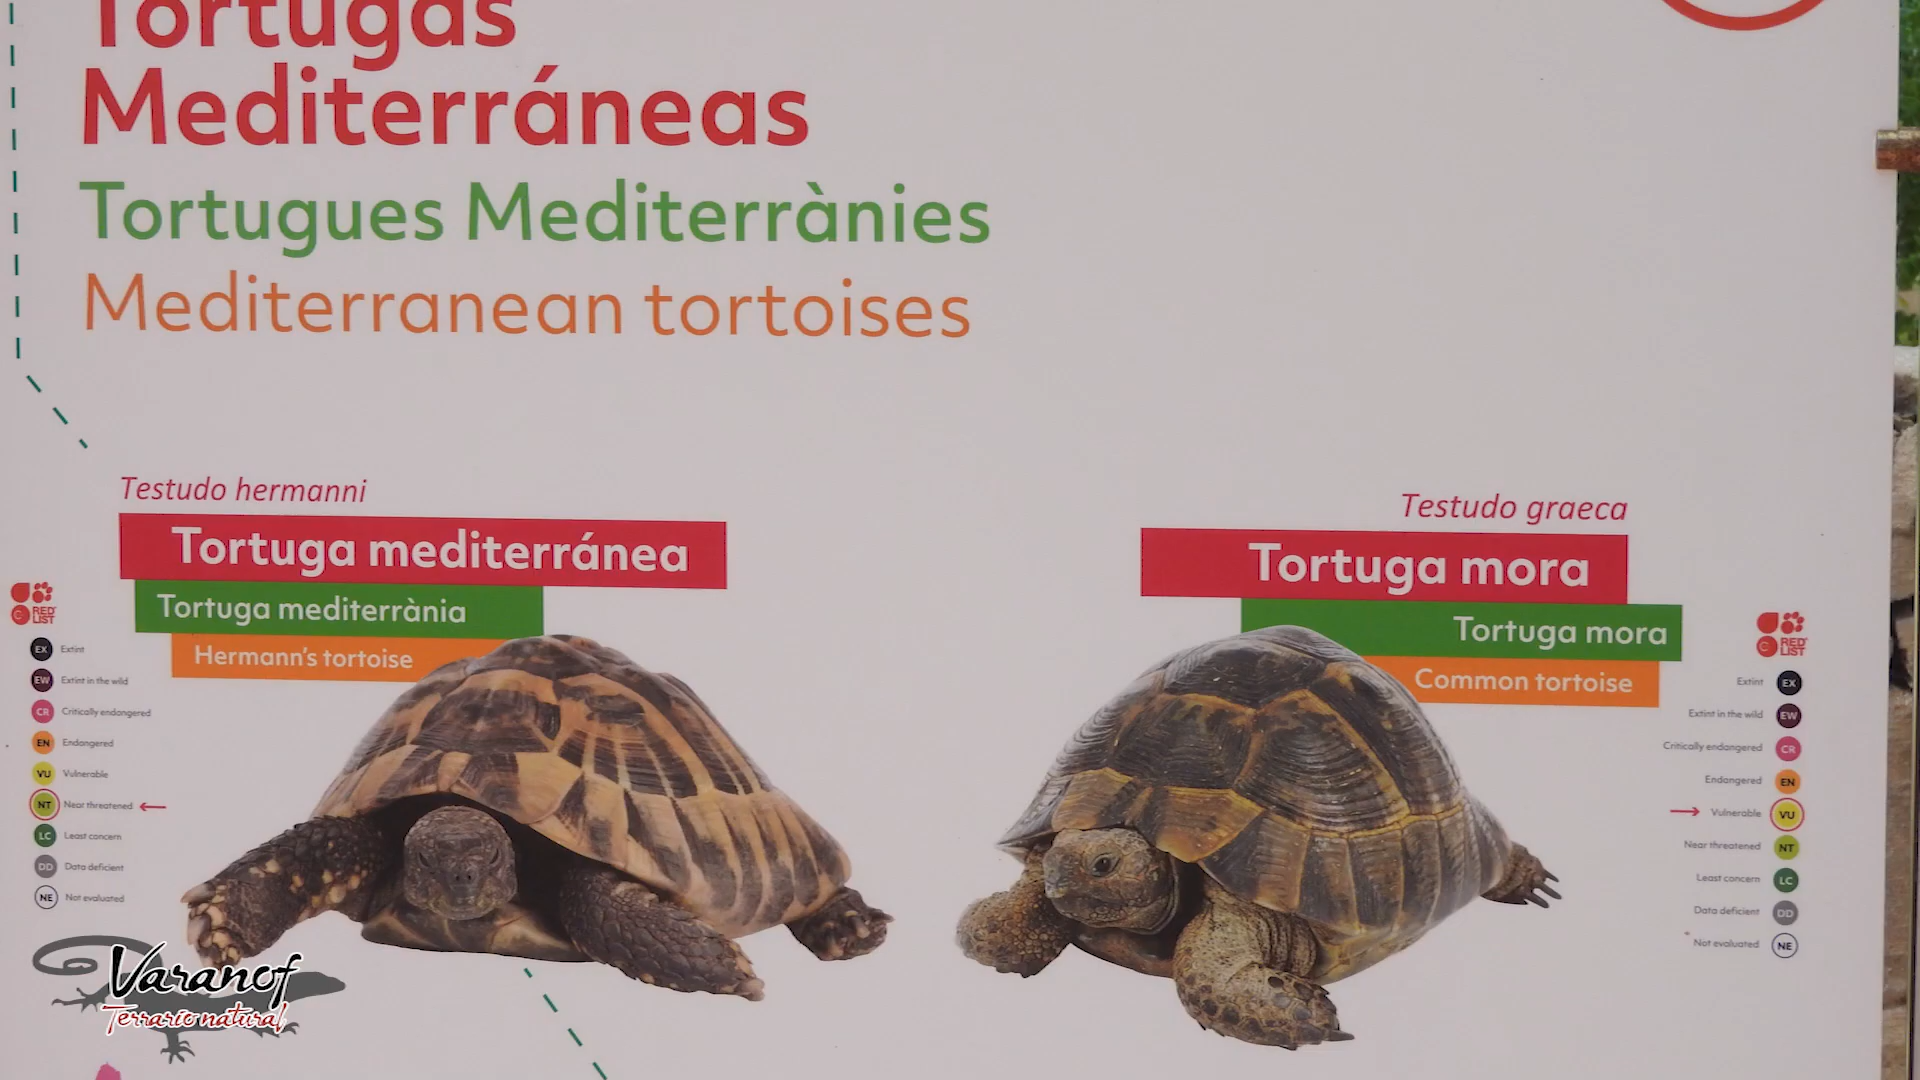 Tortugas
Mediterráneas
Tortugues Mediterrànies
Mediterranean tortoises
Testudo hermanni
Tortuga mediterránea
Tortuga mediterrània
Hermann's tortoise
RED
LIST
EX Extint
EW Extint in the wild
CR Critically endangered
EN Endangered
VU Vulnerable
NT Near threatened
LC Least concern
DD Data deficient
NE Not evaluated
Testudo graeca
Tortuga mora
Tortuga mora
Common tortoise
RED
LIST
Extint EX
Extint in the wild EW
Critically endangered CR
Endangered EN
Vulnerable VU
Near threatened NT
Least concern LC
Data deficient DD
Not evaluated NE
Varanof
Terrario natural